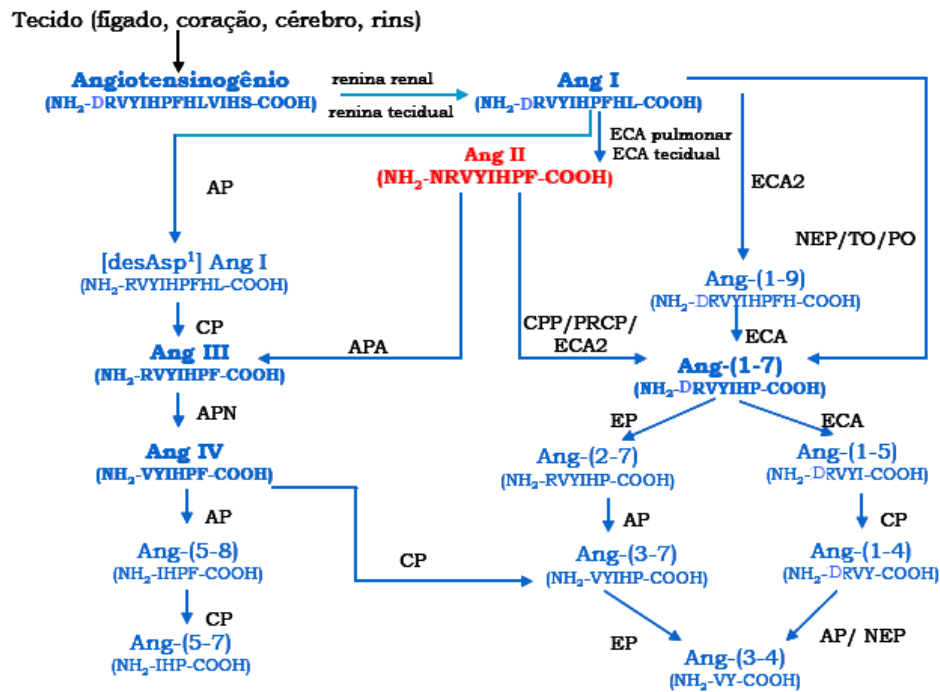 Tecido (fígado, coração, cérebro, rins)
Angiotensinogênio
(NH₂-DRVYIHPFHLVIHS-COOH)
renina renal
renina tecidual
Ang I
(NH₂-DRVYIHPFHL-COOH)
ECA pulmonar
ECA tecidual
Ang II
(NH₂-NRVYIHPF-COOH)
AP
ECA2
NEP/TO/PO
[desAsp¹] Ang I
(NH₂-RVYIHPFHL-COOH)
Ang-(1-9)
(NH₂-DRVYIHPFH-COOH)
CP
CPP/PRCP/
ECA2
ECA
Ang III
(NH₂-RVYIHPF-COOH)
APA
Ang-(1-7)
(NH₂-DRVYIHP-COOH)
APN
EP
ECA
Ang IV
(NH₂-VYIHPF-COOH)
Ang-(2-7)
(NH₂-RVYIHP-COOH)
Ang-(1-5)
(NH₂-DRVYI-COOH)
AP
AP
CP
Ang-(5-8)
(NH₂-IHPF-COOH)
CP
Ang-(3-7)
(NH₂-VYIHP-COOH)
Ang-(1-4)
(NH₂-DRVY-COOH)
CP
EP
AP/ NEP
Ang-(5-7)
(NH₂-IHP-COOH)
Ang-(3-4)
(NH₂-VY-COOH)